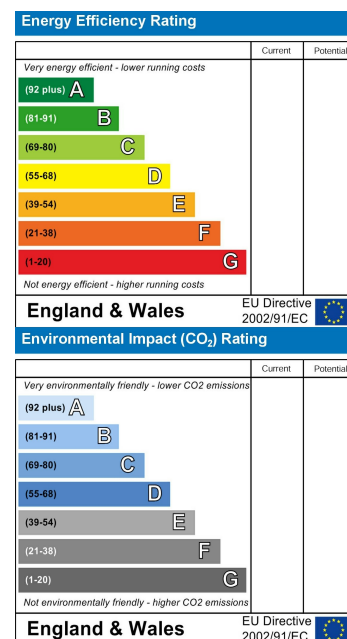 Energy Efficiency Rating
Current Potential
Very energy efficient - lower running costs
(92 plus) A
(81-91) B
(69-80) C
(55-68) D
(39-54) E
(21-38) F
(1-20) G
Not energy efficient - higher running costs
England & Wales EU Directive 2002/91/EC
Environmental Impact (CO₂) Rating
Current Potential
Very environmentally friendly - lower CO2 emissions
(92 plus) A
(81-91) B
(69-80) C
(55-68) D
(39-54) E
(21-38) F
(1-20) G
Not environmentally friendly - higher CO2 emissions
England & Wales EU Directive 2002/91/EC